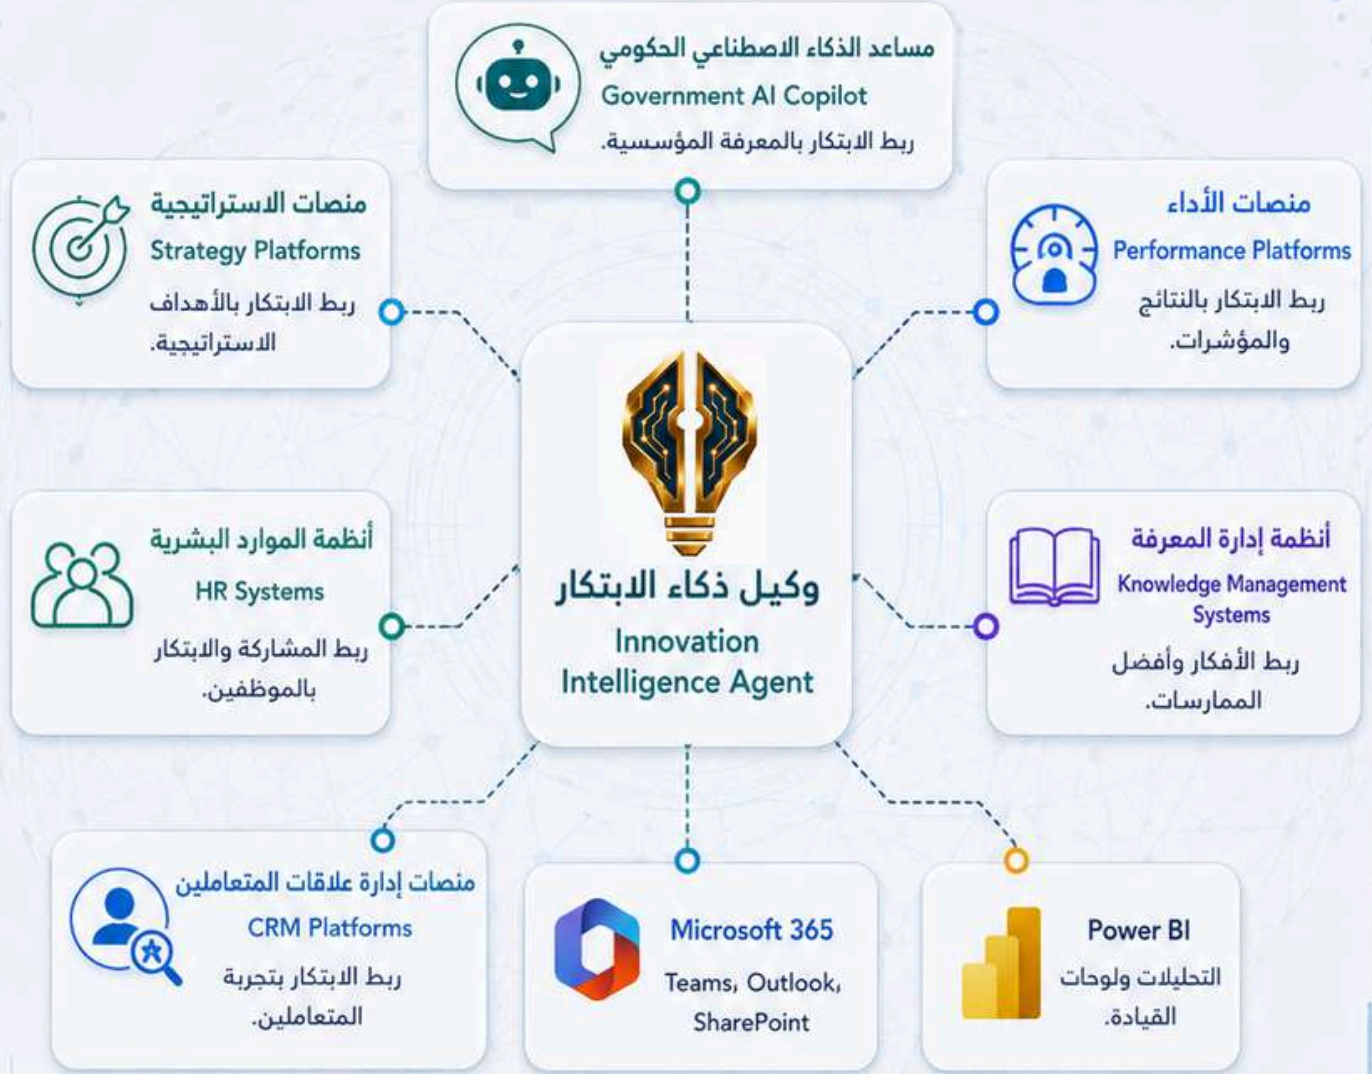 مساعد الذكاء الاصطناعي الحكومي
Government AI Copilot
ربط الابتكار بالمعرفة المؤسسية.
منصات الأداء
Performance Platforms
ربط الابتكار بالنتائج
والمؤشرات.
منصات الاستراتيجية
Strategy Platforms
ربط الابتكار بالأهداف
الاستراتيجية.
وكيل ذكاء الابتكار
Innovation
Intelligence Agent
أنظمة إدارة المعرفة
Knowledge Management
Systems
ربط الأفكار وأفضل
الممارسات.
أنظمة الموارد البشرية
HR Systems
ربط المشاركة والابتكار
بالموظفين.
Power BI
التحليلات ولوحات
القيادة.
Microsoft 365
Teams، Outlook،
SharePoint
منصات إدارة علاقات المتعاملين
CRM Platforms
ربط الابتكار بتجربة
المتعاملين.